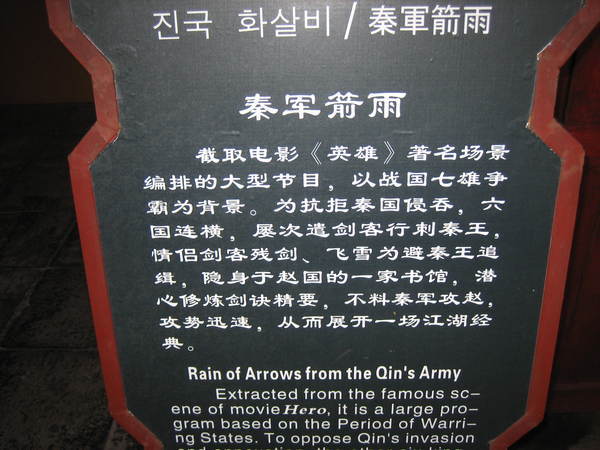 진국 화살비/秦軍箭雨
秦军箭雨
截取电影《英雄》著名场景
编排的大型节目，以战国七雄争
霸为背景。为抗拒秦国侵吞，六
国连横，屡次遣剑客行刺秦王，
情侣剑客残剑、飞雪为避秦王追
缉，隐身于赵国的一家书馆，潜
心修炼剑诀精要，不料秦军攻赵，
攻势迅速，从而展开一场江湖经
典。
Rain of Arrows from the Qin's Army
Extracted from the famous sc-
ene of movie Hero, it is a large pro-
gram based on the Period of Warri-
ng States. To oppose Qin's invasion